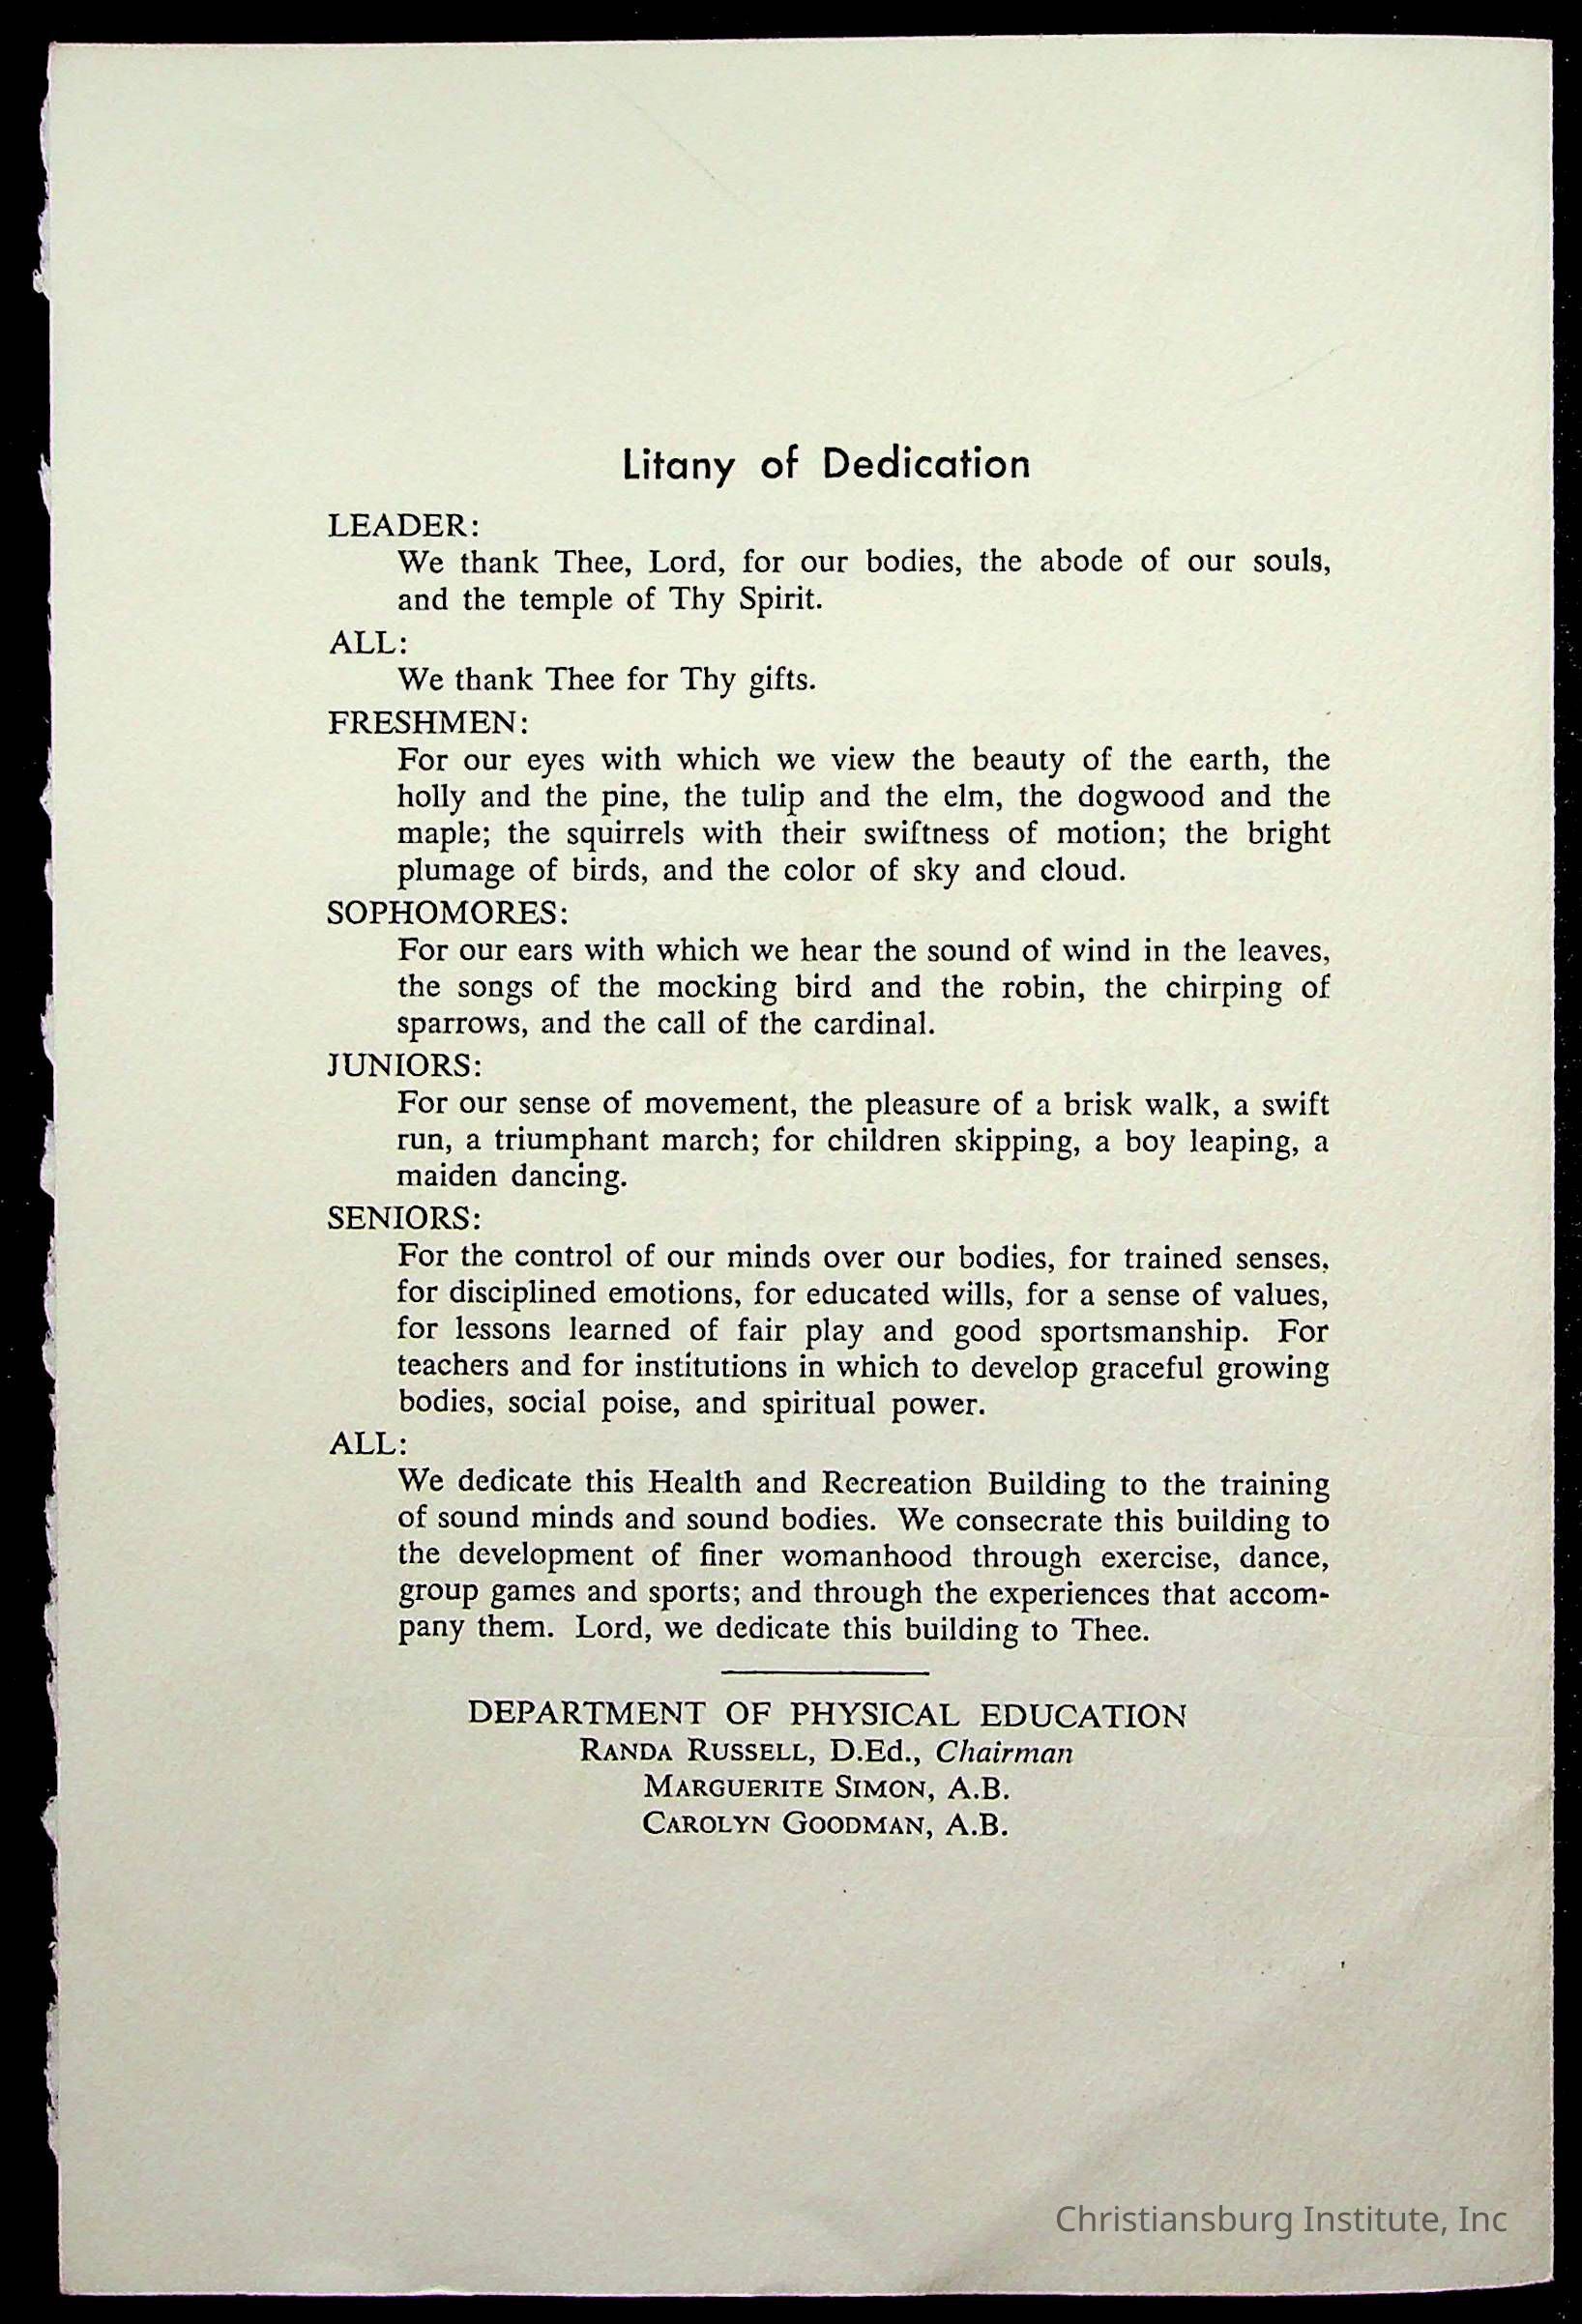 Litany of Dedication
LEADER:
We thank Thee, Lord, for our bodies, the abode of our souls,
and the temple of Thy Spirit.
ALL:
We thank Thee for Thy gifts.
FRESHMEN:
For our eyes with which we view the beauty of the earth, the
holly and the pine, the tulip and the elm, the dogwood and the
maple; the squirrels with their swiftness of motion; the bright
plumage of birds, and the color of sky and cloud.
SOPHOMORES:
For our ears with which we hear the sound of wind in the leaves,
the songs of the mocking bird and the robin, the chirping of
sparrows, and the call of the cardinal.
JUNIORS:
For our sense of movement, the pleasure of a brisk walk, a swift
run, a triumphant march; for children skipping, a boy leaping, a
maiden dancing.
SENIORS:
For the control of our minds over our bodies, for trained senses,
for disciplined emotions, for educated wills, for a sense of values,
for lessons learned of fair play and good sportsmanship. For
teachers and for institutions in which to develop graceful growing
bodies, social poise, and spiritual power.
ALL:
We dedicate this Health and Recreation Building to the training
of sound minds and sound bodies. We consecrate this building to
the development of finer womanhood through exercise, dance,
group games and sports; and through the experiences that accom-
pany them. Lord, we dedicate this building to Thee.
DEPARTMENT OF PHYSICAL EDUCATION
RANDA RUSSELL, D.Ed., Chairman
MARGUERITE SIMON, A.B.
CAROLYN GOODMAN, A.B.
Christiansburg Institute, Inc